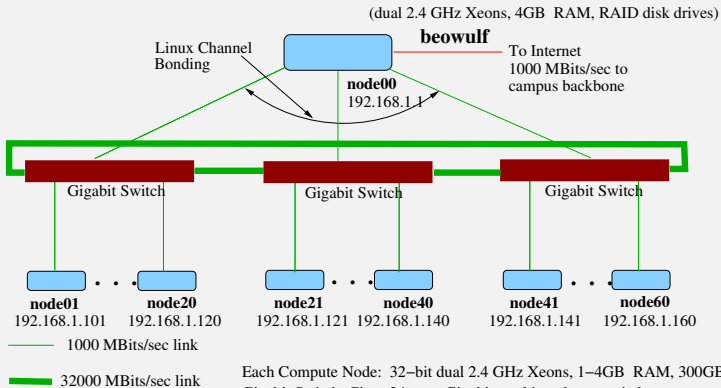 (dual 2.4 GHz Xeons, 4GB RAM, RAID disk drives)
beowulf
Linux Channel
Bonding
To Internet
1000 MBits/sec to
campus backbone
node00
192.168.1.1
Gigabit Switch
Gigabit Switch
Gigabit Switch
node01
192.168.1.101
node20
192.168.1.120
node21
192.168.1.121
node40
192.168.1.140
node41
192.168.1.141
node60
192.168.1.160
1000 MBits/sec link
32000 MBits/sec link
Each Compute Node: 32−bit dual 2.4 GHz Xeons, 1−4GB RAM, 300GB